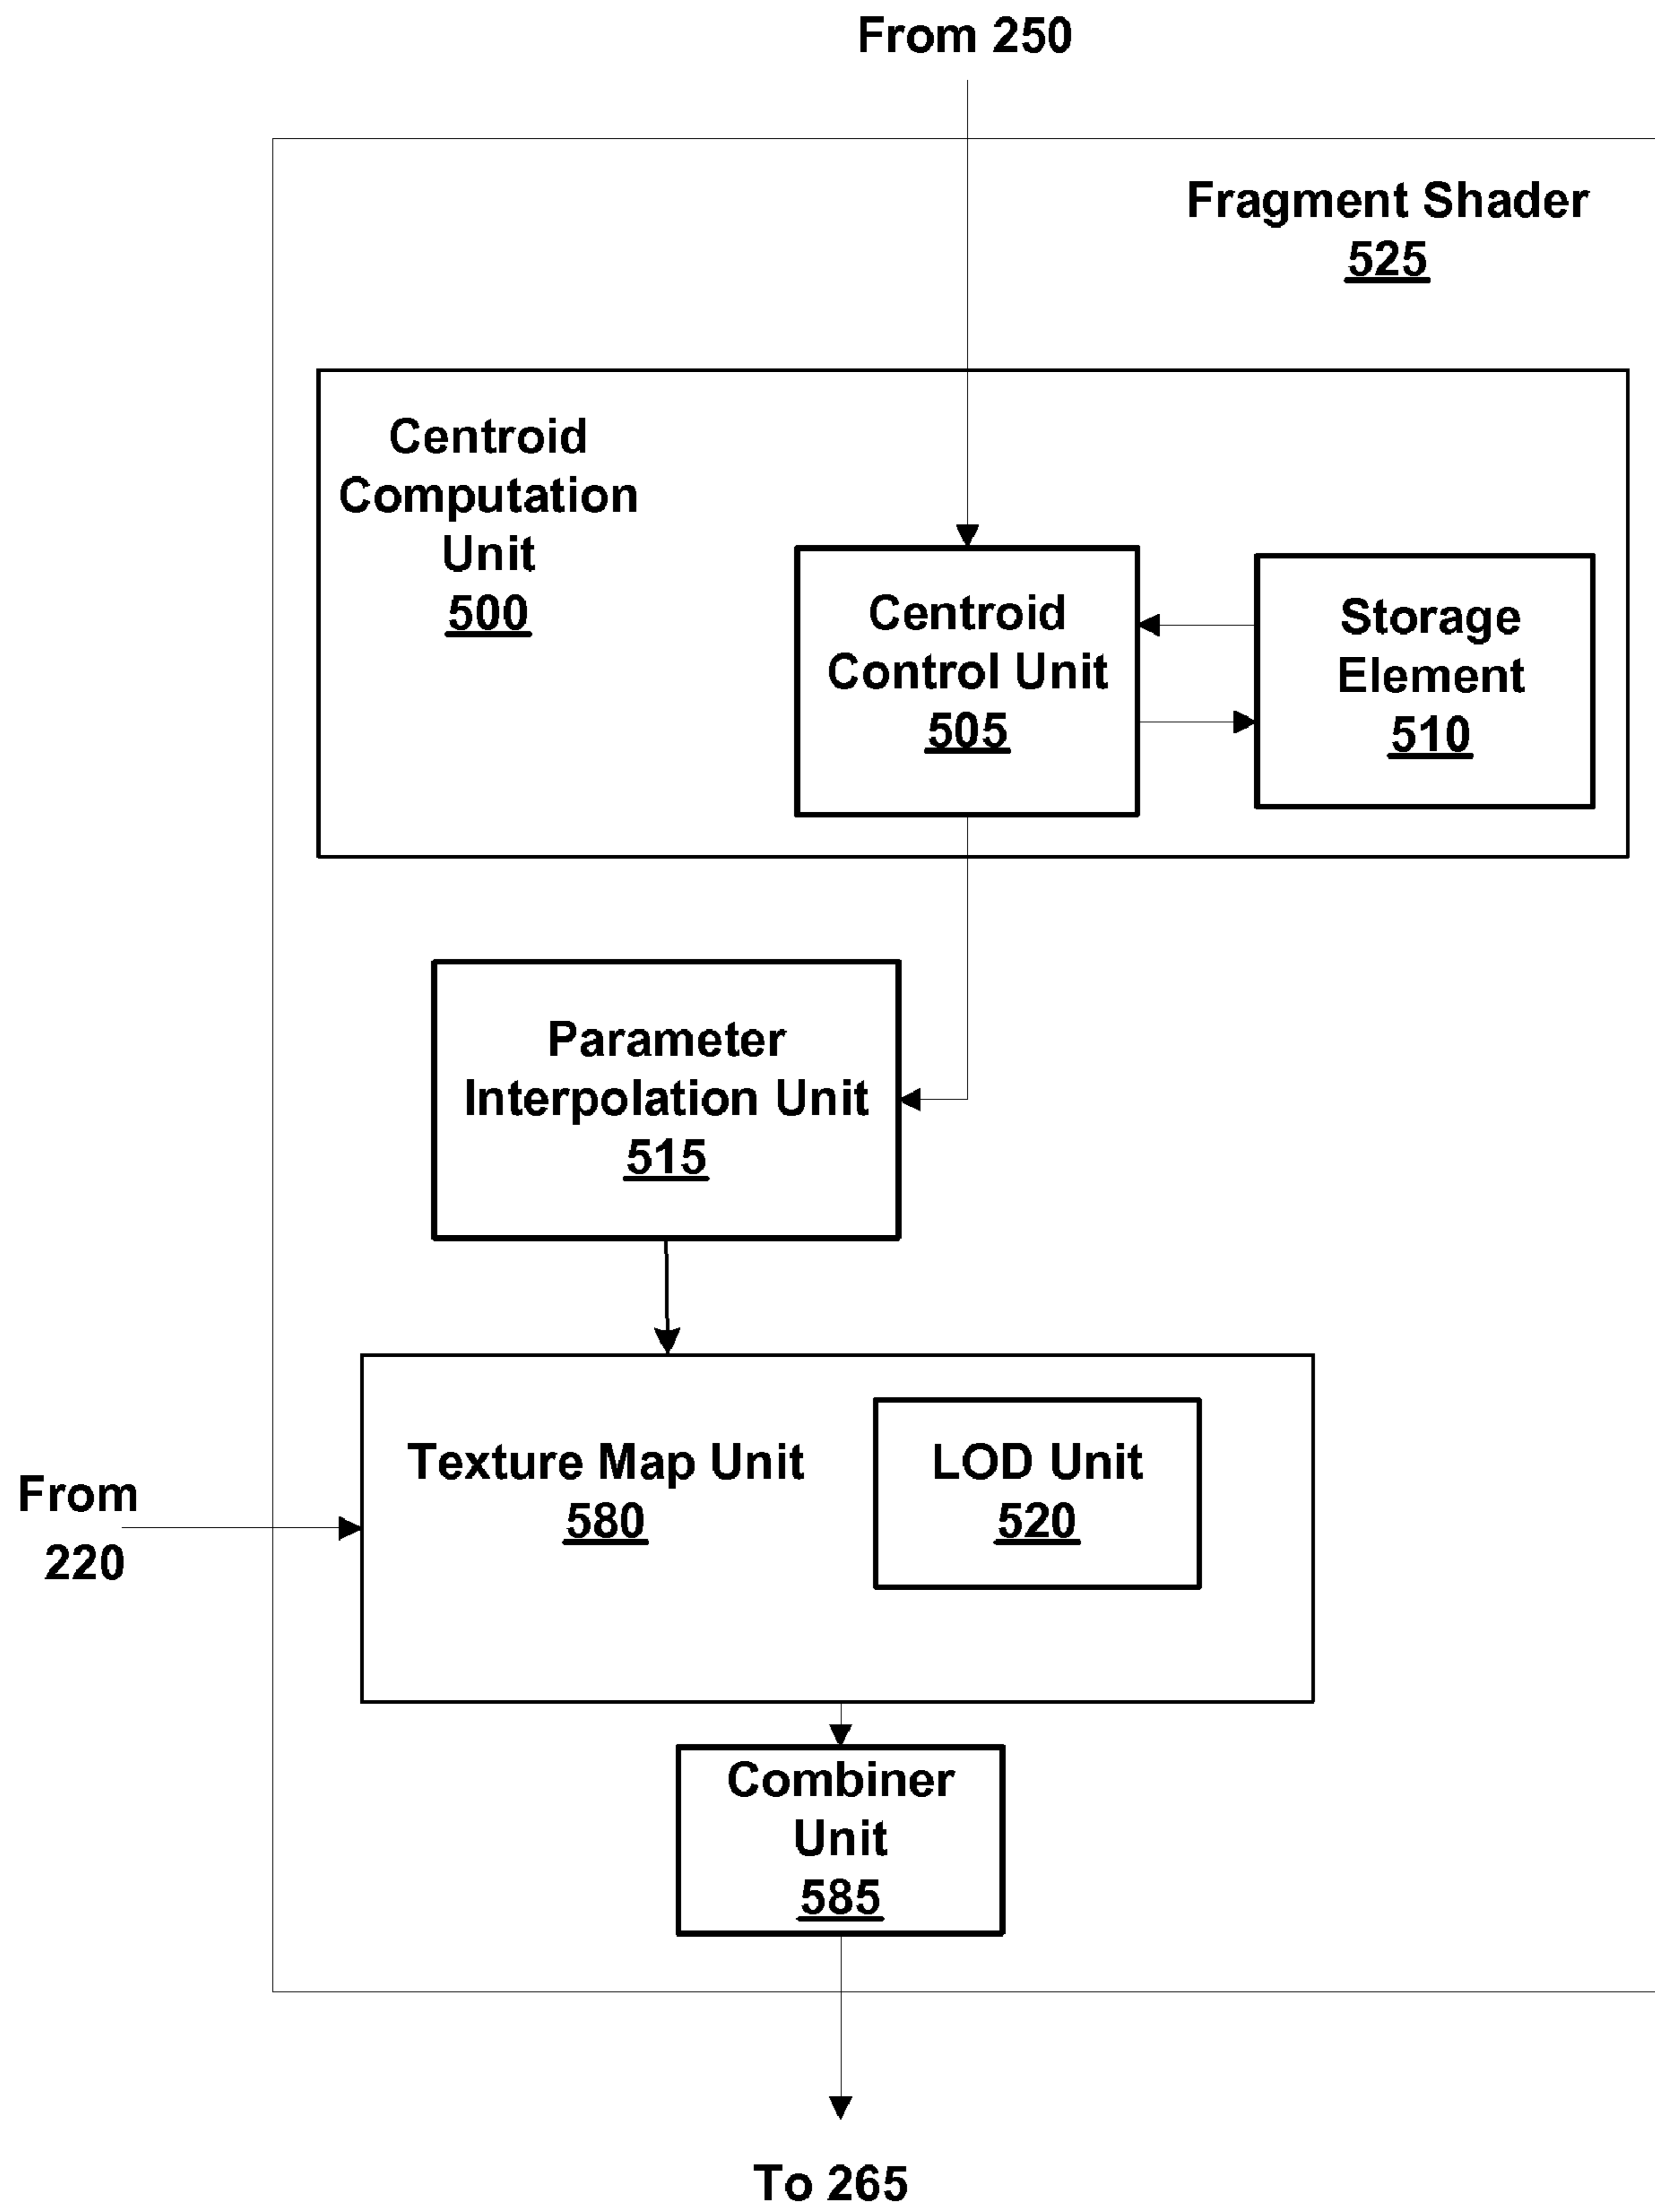 From 250
Fragment Shader
525
Centroid
Computation
Unit
500
Centroid
Control Unit
505
Storage
Element
510
Parameter
Interpolation Unit
515
Texture Map Unit
580
LOD Unit
520
From
220
Combiner
Unit
585
To 265